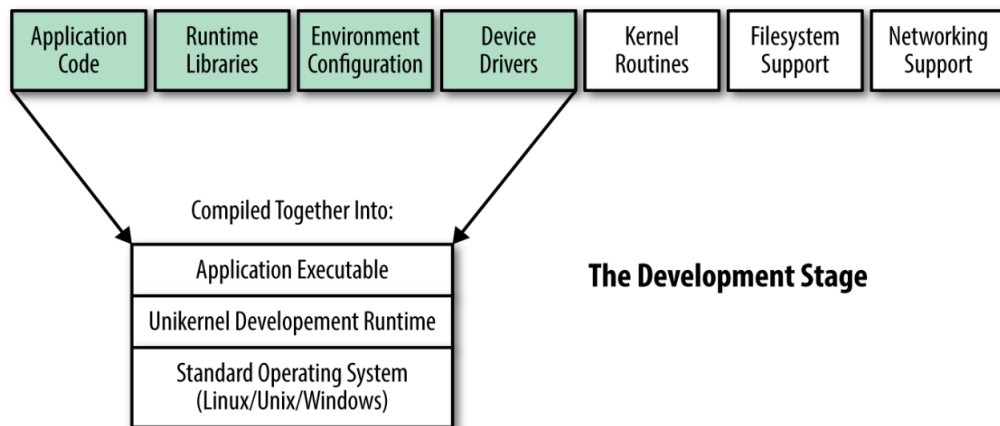 Application
Code
Runtime
Libraries
Environment
Configuration
Device
Drivers
Kernel
Routines
Filesystem
Support
Networking
Support
Compiled Together Into:
Application Executable
The Development Stage
Unikernel Developement Runtime
Standard Operating System
(Linux/Unix/Windows)